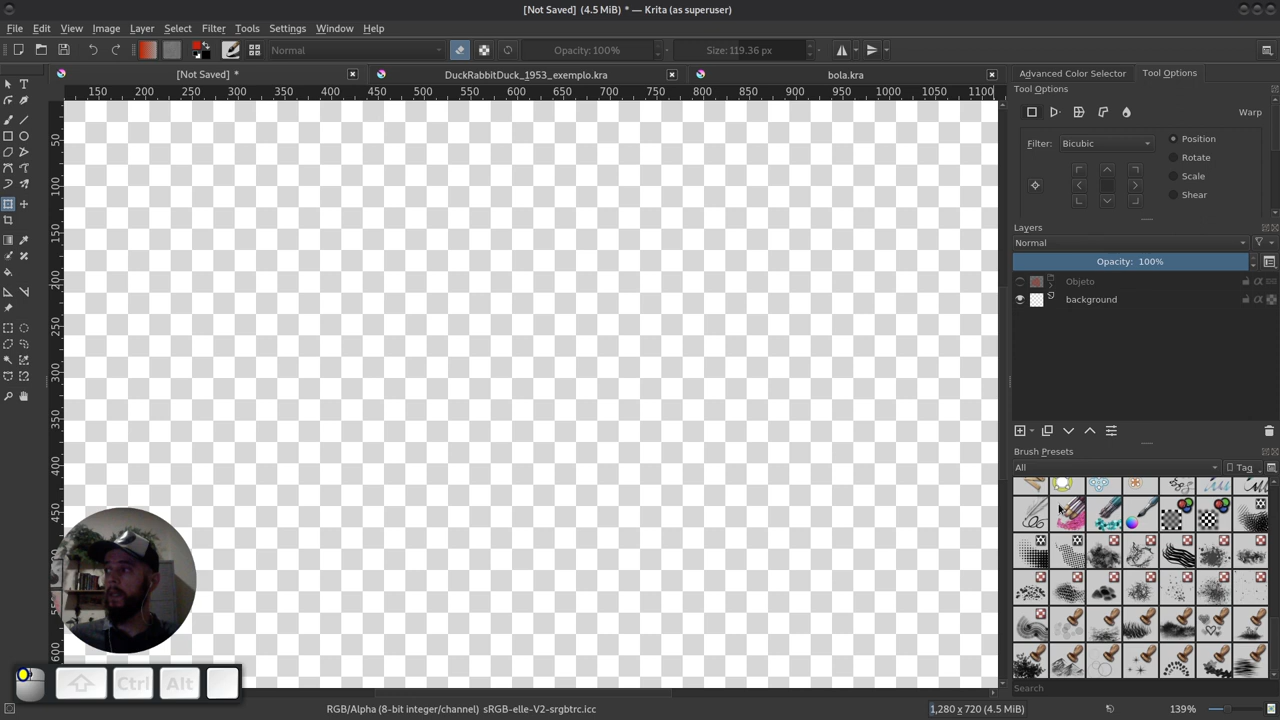 [Not Saved] (4.5 MiB) * — Krita (as superuser)
File Edit View Image Layer Filter Tools Settings Window Help
Select
Normal
Opacity: 100%
Size: 119.36 px
[Not Saved] *
DuckRabbitDuck_1953_exemplo.kra
bola.kra
Advanced Color Selector
Tool Options
150 200 250 300 350 400 450 500 550 600 650 700 750 800 850 900 950 1000 1050 1100
50
100
150
200
250
300
350
400
450
600
Tool Options
Warp
Filter: Bicubic
Position
Rotate
Scale
Shear
Layers
Normal
Opacity: 100%
Objeto
background
Brush Presets
All
Tag
Search
Ctrl
Alt
RGB/Alpha (8-bit integer/channel) sRGB-elle-V2-srgbtrc.icc
1,280 x 720 (4.5 MiB)
139%